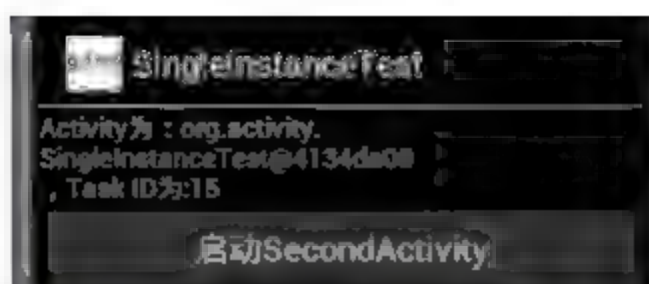 SingleInstanceTest
Activity为：org.activity.
SingleInstanceTest@4134da08
, Task ID为:15
启动SecondActivity